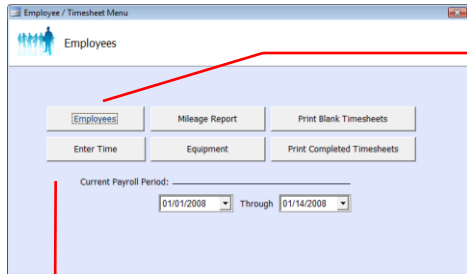 Employee / Timesheet Menu
Employees
Employees Mileage Report Print Blank Timesheets
Enter Time Equipment Print Completed Timesheets
Current Payroll Period:
01/01/2008 Through 01/14/2008